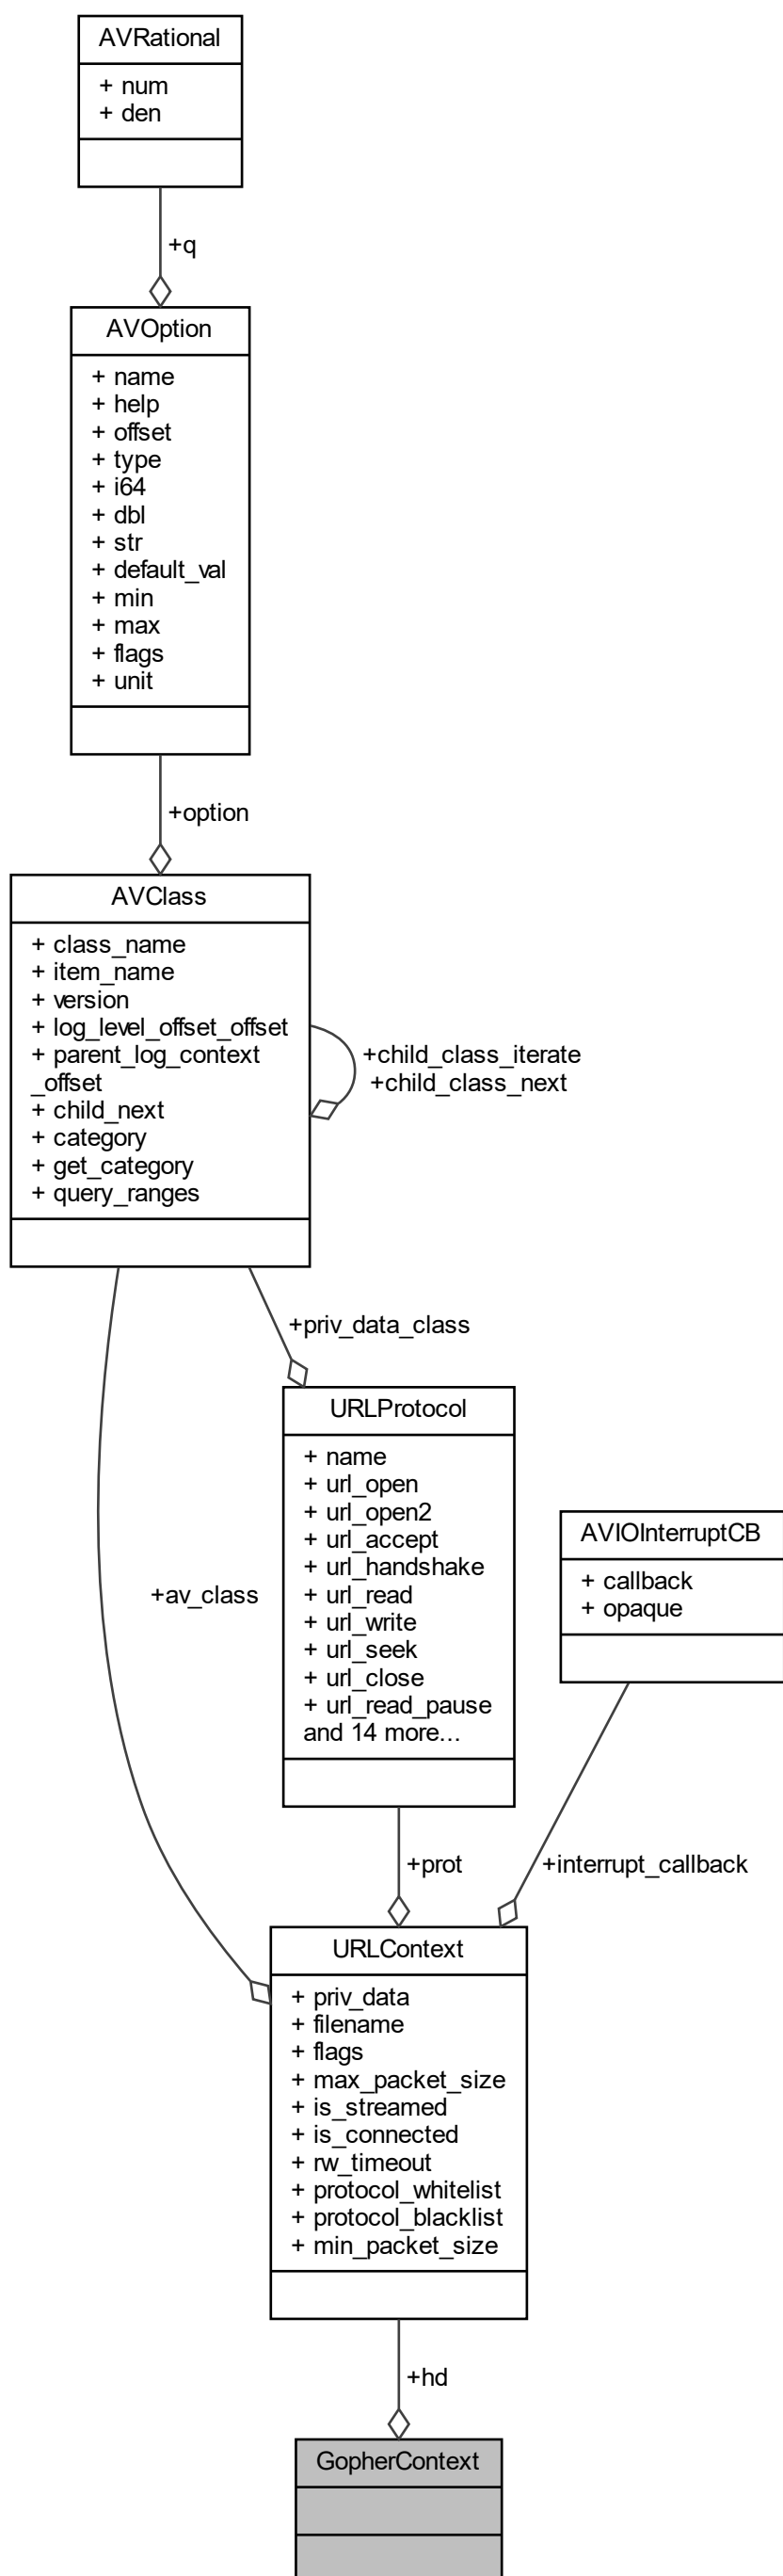 AVRational
+ num
+ den
+q
AVOption
+ name
+ help
+ offset
+ type
+ i64
+ dbl
+ str
+ default_val
+ min
+ max
+ flags
+ unit
+option
AVClass
+ class_name
+ item_name
+ version
+ log_level_offset_offset
+ parent_log_context
_offset
+ child_next
+ category
+ get_category
+ query_ranges
+child_class_iterate
+child_class_next
+priv_data_class
+av_class
URLProtocol
+ name
+ url_open
+ url_open2
+ url_accept
+ url_handshake
+ url_read
+ url_write
+ url_seek
+ url_close
+ url_read_pause
and 14 more...
AVIOInterruptCB
+ callback
+ opaque
+prot
+interrupt_callback
URLContext
+ priv_data
+ filename
+ flags
+ max_packet_size
+ is_streamed
+ is_connected
+ rw_timeout
+ protocol_whitelist
+ protocol_blacklist
+ min_packet_size
+hd
GopherContext